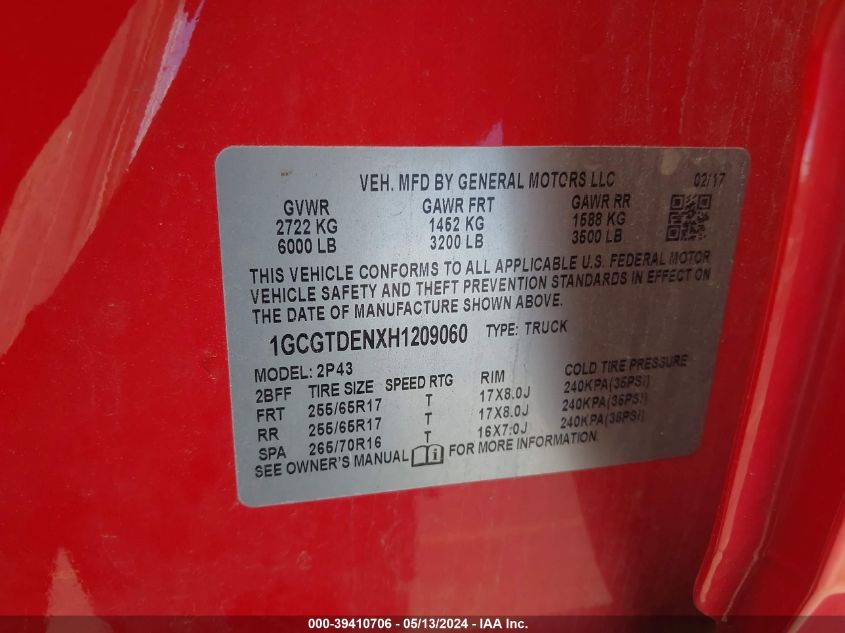 VEH. MFD BY GENERAL MOTORS LLC 02/17
GVWR GAWR FRT GAWR RR
2722 KG 1452 KG 1588 KG
6000 LB 3200 LB 3500 LB
THIS VEHICLE CONFORMS TO ALL APPLICABLE U.S. FEDERAL MOTOR
VEHICLE SAFETY AND THEFT PREVENTION STANDARDS IN EFFECT ON
THE DATE OF MANUFACTURE SHOWN ABOVE.
1GCGTDENXH1209060 TYPE: TRUCK
MODEL: 2P43
2BFF TIRE SIZE SPEED RTG RIM COLD TIRE PRESSURE
FRT 255/65R17 T 17X8.0J 240KPA(35PSI)
RR 255/65R17 T 17X8.0J 240KPA(35PSI)
SPA 265/70R16 T 16X7.0J 240KPA(35PSI)
SEE OWNER'S MANUAL i FOR MORE INFORMATION.
000-39410706 - 05/13/2024 - IAA Inc.